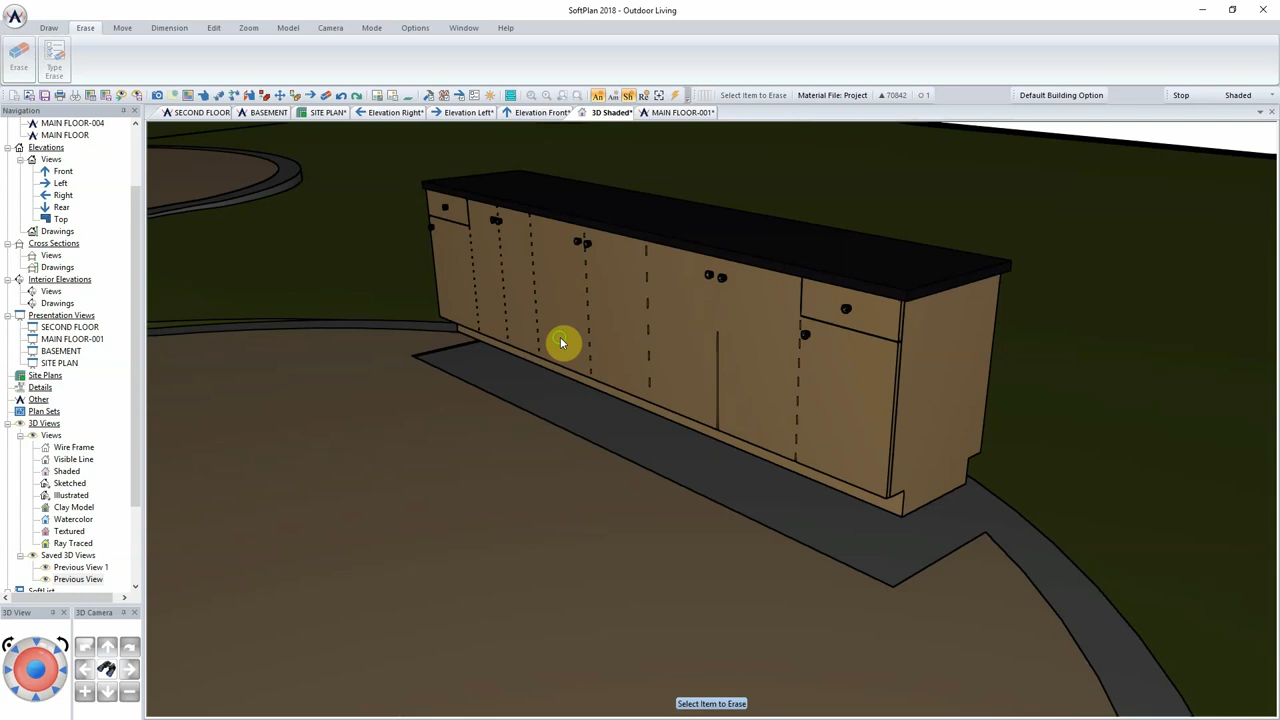 SoftPlan 2018 - Outdoor Living
Draw Erase Move Dimension Edit Zoom Model Camera Mode Options Window Help
Erase
Type Erase
Select Item to Erase Material File: Project 70842 1 Default Building Option Stop Shaded
Navigation
SECOND FLOOR BASEMENT SITE PLAN* Elevation Right* Elevation Left* Elevation Front* 3D Shaded* MAIN FLOOR-001*
MAIN FLOOR-004
MAIN FLOOR
Elevations
Views
Front
Left
Right
Rear
Top
Drawings
Cross Sections
Views
Drawings
Interior Elevations
Views
Drawings
Presentation Views
SECOND FLOOR
MAIN FLOOR-001
BASEMENT
SITE PLAN
Site Plans
Details
Other
Plan Sets
3D Views
Views
Wire Frame
Visible Line
Shaded
Sketched
Illustrated
Clay Model
Watercolor
Textured
Ray Traced
Saved 3D Views
Previous View 1
Previous View
SoftList
3D View 3D Camera
Select Item to Erase